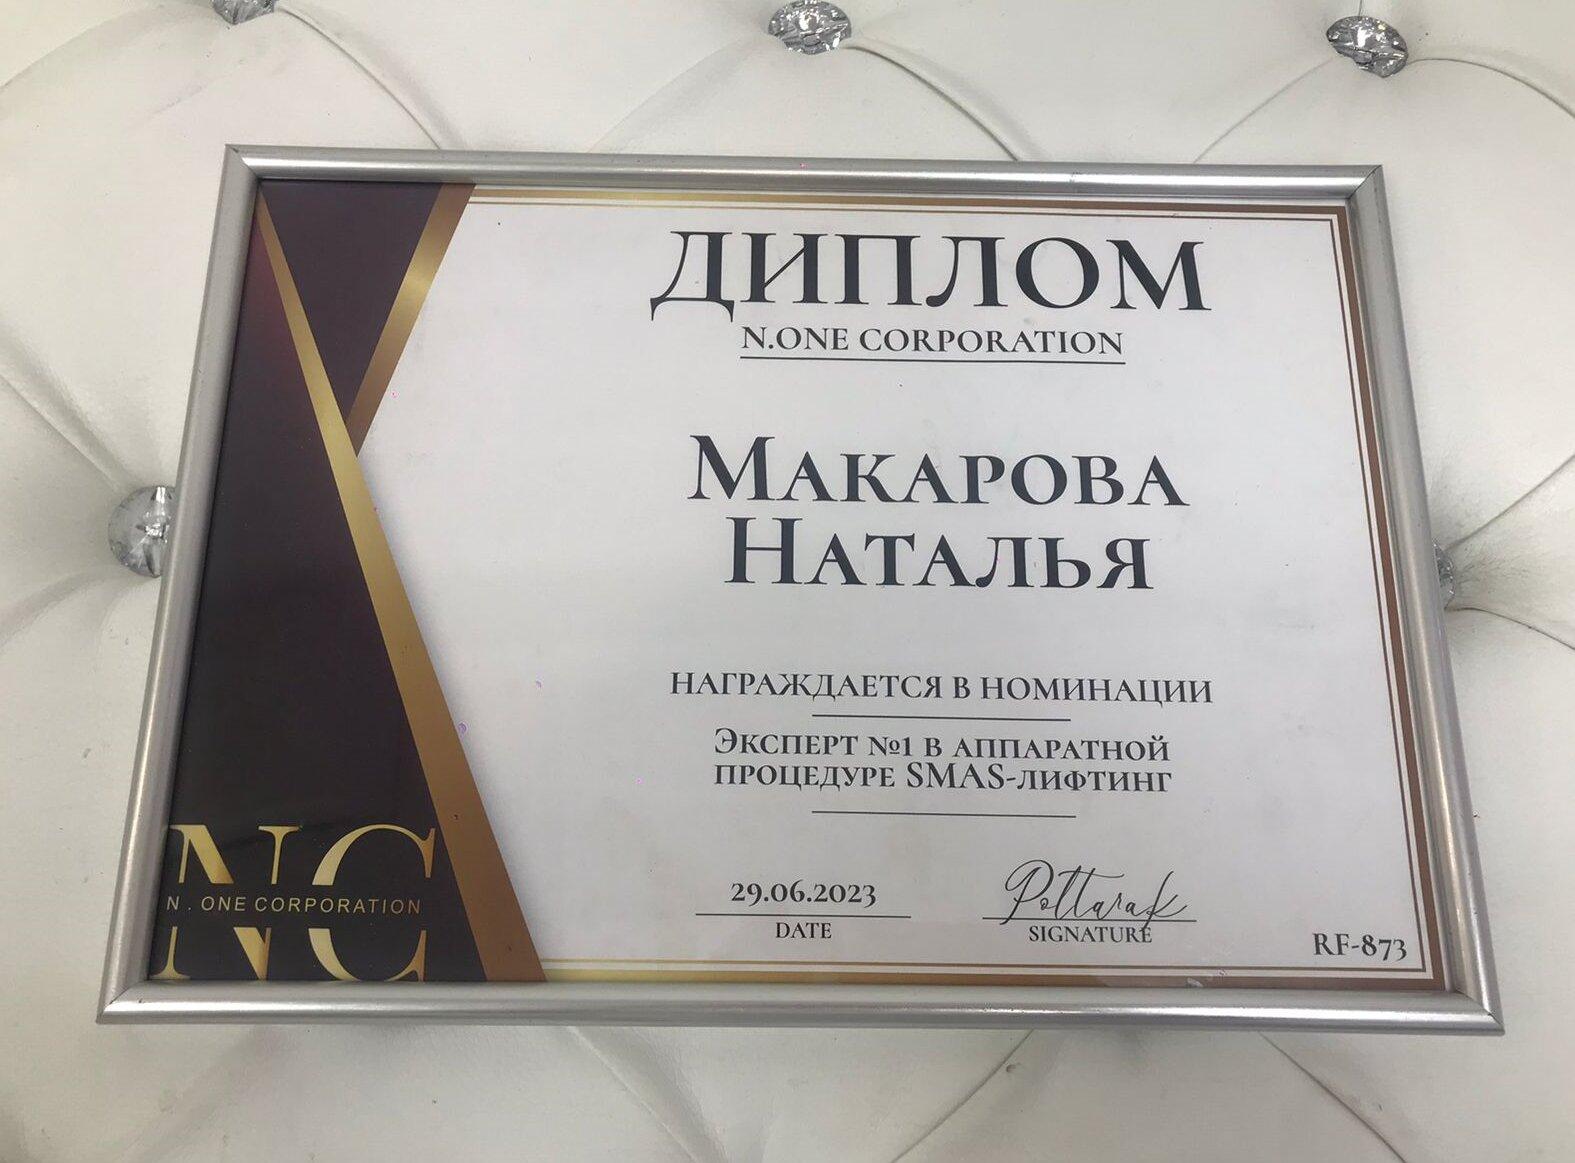 ДИПЛОМ
N.ONE CORPORATION
МАКАРОВА
НАТАЛЬЯ
НАГРАЖДАЕТСЯ В НОМИНАЦИИ
ЭКСПЕРТ №1 В АППАРАТНОЙ
ПРОЦЕДУРЕ SMAS-ЛИФТИНГ
29.06.2023
DATE
Pottarak
SIGNATURE
RF-873
NC
N . ONE CORPORATION